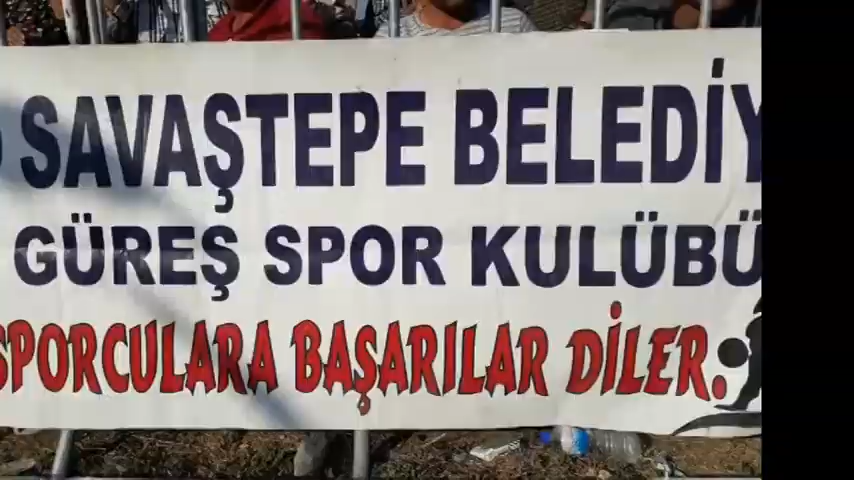 SAVAŞTEPE BELEDİY
GÜREŞ SPOR KULÜBÜ
SPORCULARA BAŞARILAR DİLER.